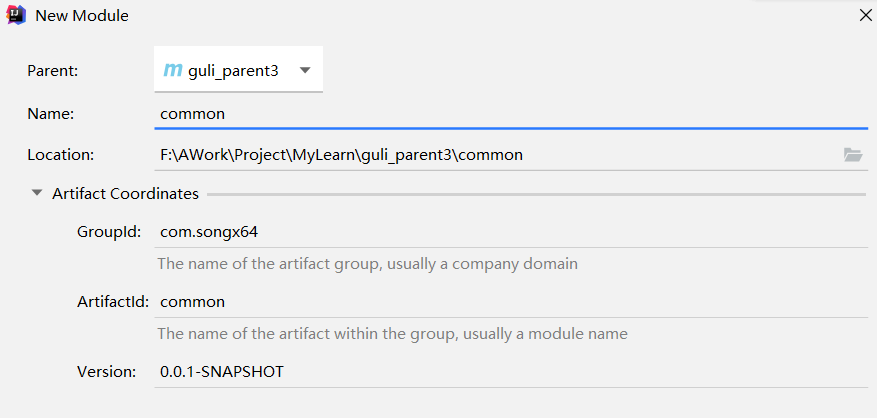 New Module
Parent: guli_parent3
Name: common
Location: F:\AWork\Project\MyLearn\guli_parent3\common
Artifact Coordinates
GroupId: com.songx64
The name of the artifact group, usually a company domain
ArtifactId: common
The name of the artifact within the group, usually a module name
Version: 0.0.1-SNAPSHOT